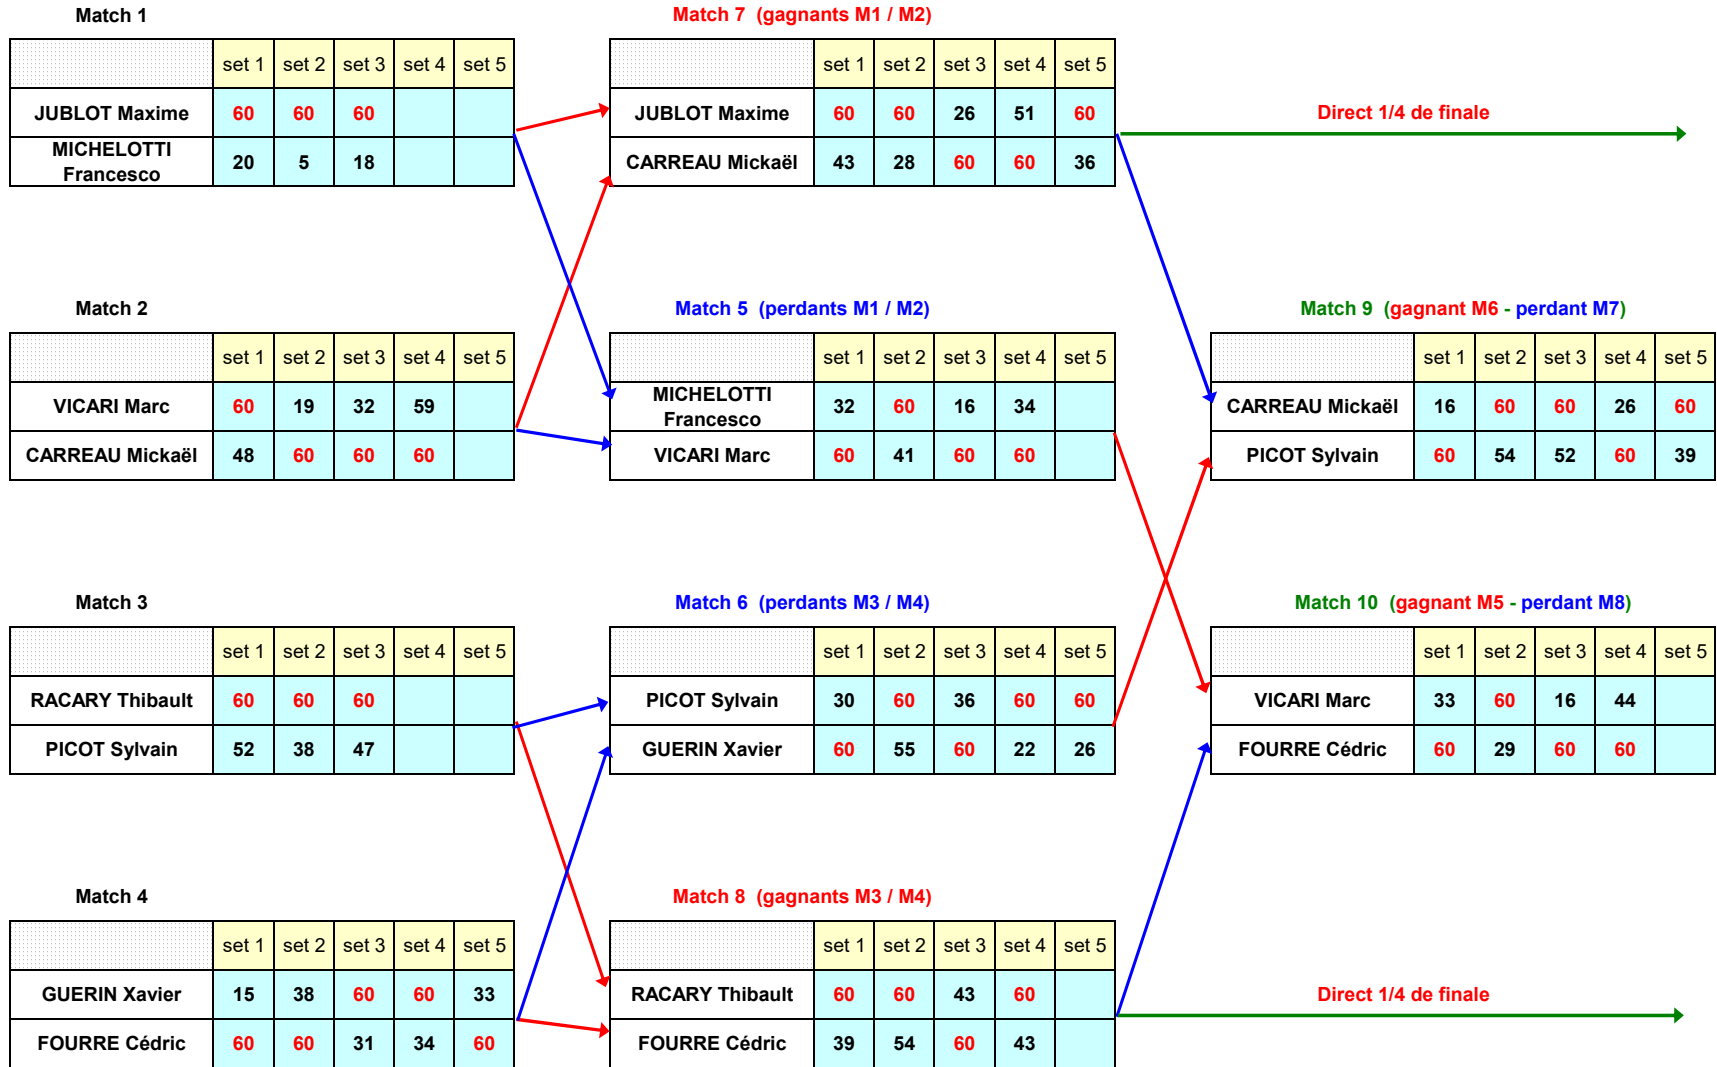 Match 1
set 1 set 2 set 3 set 4 set 5
JUBLOT Maxime 60 60 60
MICHELOTTI
Francesco 20 5 18
Match 7 (gagnants M1 / M2)
set 1 set 2 set 3 set 4 set 5
JUBLOT Maxime 60 60 26 51 60
CARREAU Mickaël 43 28 60 60 36
Direct 1/4 de finale
Match 2
set 1 set 2 set 3 set 4 set 5
VICARI Marc 60 19 32 59
CARREAU Mickaël 48 60 60 60
Match 5 (perdants M1 / M2)
set 1 set 2 set 3 set 4 set 5
MICHELOTTI
Francesco 32 60 16 34
VICARI Marc 60 41 60 60
Match 9 (gagnant M6 - perdant M7)
set 1 set 2 set 3 set 4 set 5
CARREAU Mickaël 16 60 60 26 60
PICOT Sylvain 60 54 52 60 39
Match 3
set 1 set 2 set 3 set 4 set 5
RACARY Thibault 60 60 60
PICOT Sylvain 52 38 47
Match 6 (perdants M3 / M4)
set 1 set 2 set 3 set 4 set 5
PICOT Sylvain 30 60 36 60 60
GUERIN Xavier 60 55 60 22 26
Match 10 (gagnant M5 - perdant M8)
set 1 set 2 set 3 set 4 set 5
VICARI Marc 33 60 16 44
FOURRE Cédric 60 29 60 60
Match 4
set 1 set 2 set 3 set 4 set 5
GUERIN Xavier 15 38 60 60 33
FOURRE Cédric 60 60 31 34 60
Match 8 (gagnants M3 / M4)
set 1 set 2 set 3 set 4 set 5
RACARY Thibault 60 60 43 60
FOURRE Cédric 39 54 60 43
Direct 1/4 de finale